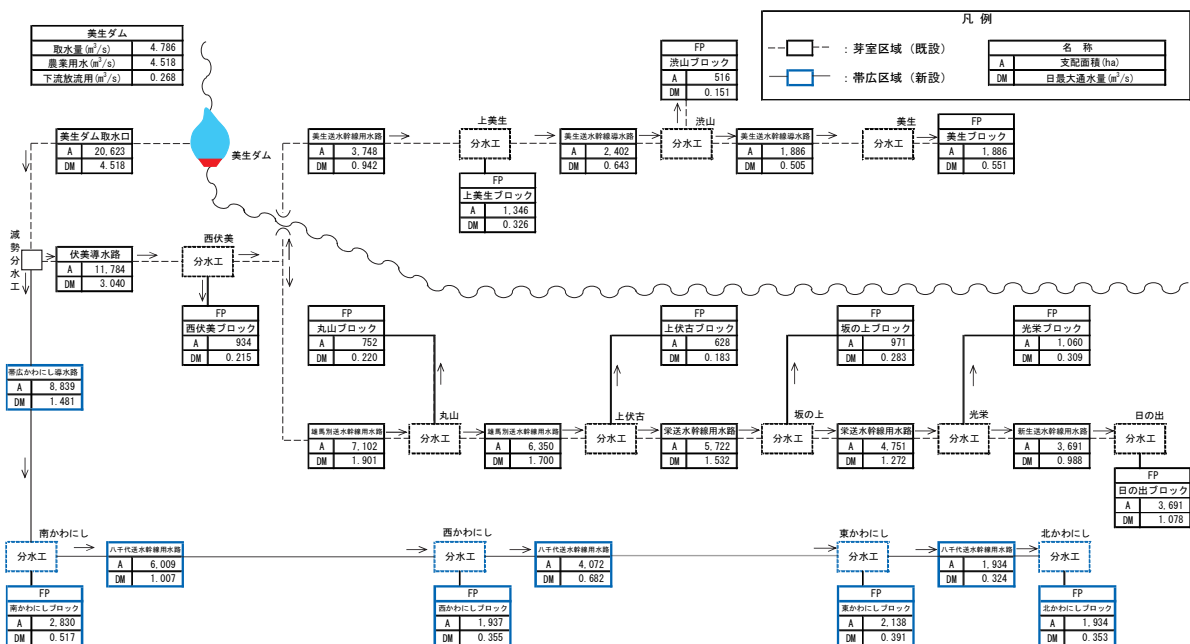 美生ダム
取水量(m³/s) 4.786
農業用水(m³/s) 4.518
下流放流用(m³/s) 0.268
凡 例
：芽室区域（既設）
：帯広区域（新設）
名 称
A 支配面積(ha)
DM 日最大通水量(m³/s)
FP
渋山ブロック
A 516
DM 0.151
美生ダム取水口
A 20,623
DM 4.518
美生ダム
美生送水幹線用水路
A 3,748
DM 0.942
上美生
分水工
美生送水幹線導水路
A 2,402
DM 0.643
渋山
分水工
美生送水幹線導水路
A 1,886
DM 0.505
美生
分水工
FP
美生ブロック
A 1,886
DM 0.551
FP
上美生ブロック
A 1,346
DM 0.326
減勢分水工
伏美導水路
A 11,784
DM 3.040
西伏美
分水工
FP
西伏美ブロック
A 934
DM 0.215
FP
丸山ブロック
A 752
DM 0.220
FP
上伏古ブロック
A 628
DM 0.183
FP
坂の上ブロック
A 971
DM 0.283
FP
光栄ブロック
A 1,060
DM 0.309
帯広かわにし導水路
A 8,839
DM 1.481
雄馬別送水幹線用水路
A 7,102
DM 1.901
丸山
分水工
雄馬別送水幹線用水路
A 6,350
DM 1.700
上伏古
分水工
栄送水幹線用水路
A 5,722
DM 1.532
坂の上
分水工
栄送水幹線用水路
A 4,751
DM 1.272
光栄
分水工
新生送水幹線用水路
A 3,691
DM 0.988
日の出
分水工
FP
日の出ブロック
A 3,691
DM 1.078
南かわにし
分水工
八千代送水幹線用水路
A 6,009
DM 1.007
西かわにし
分水工
八千代送水幹線用水路
A 4,072
DM 0.682
東かわにし
分水工
八千代送水幹線用水路
A 1,934
DM 0.324
北かわにし
分水工
FP
南かわにしブロック
A 2,830
DM 0.517
FP
西かわにしブロック
A 1,937
DM 0.355
FP
東かわにしブロック
A 2,138
DM 0.391
FP
北かわにしブロック
A 1,934
DM 0.353